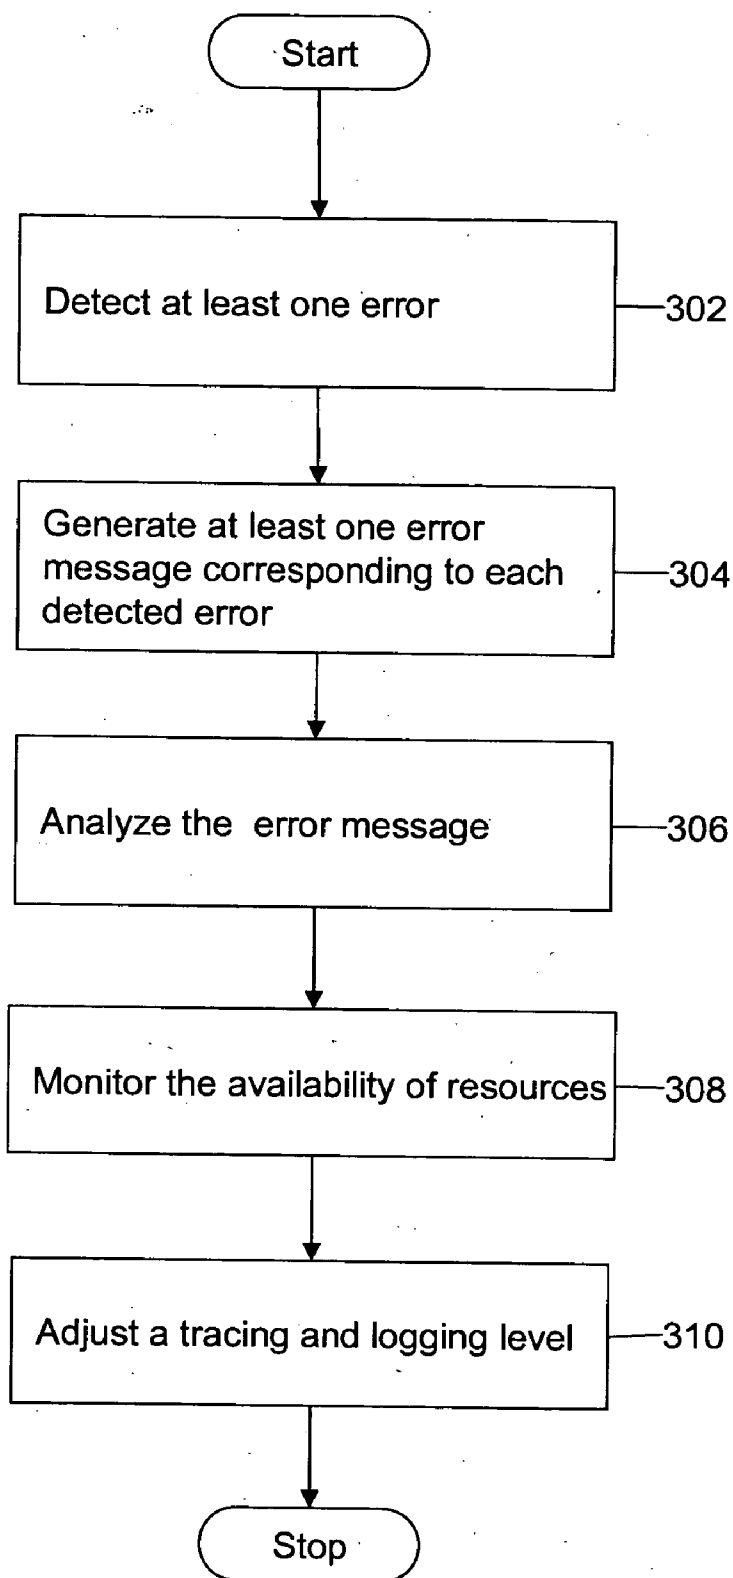 Start
Detect at least one error
302
Generate at least one error
message corresponding to each
detected error
304
Analyze the error message
306
Monitor the availability of resources
308
Adjust a tracing and logging level
310
Stop